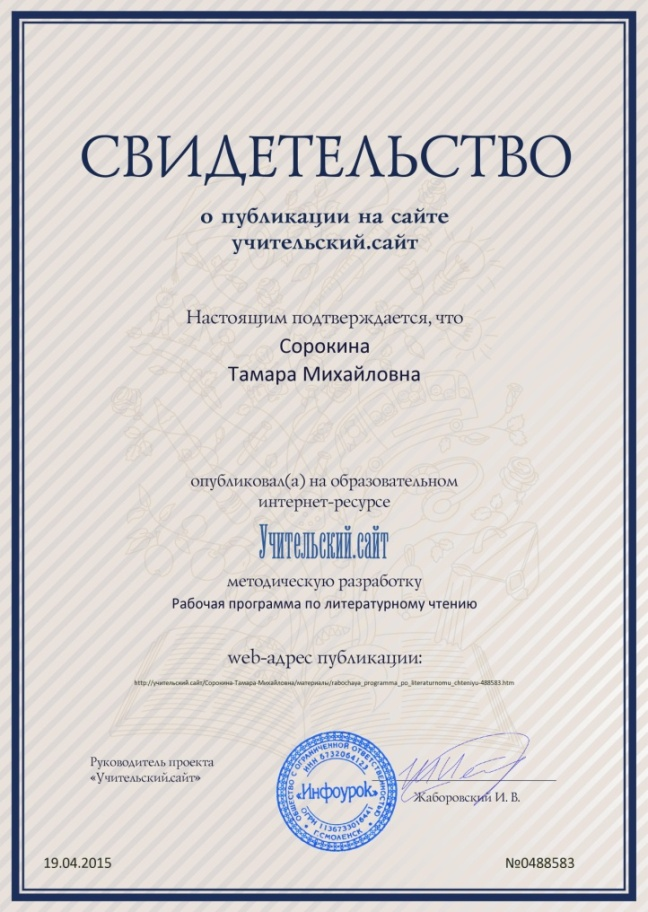 СВИДЕТЕЛЬСТВО
о публикации на сайте
учительский.сайт
Настоящим подтверждается, что
Сорокина
Тамара Михайловна
опубликовал(а) на образовательном
интернет-ресурсе
Учительский.сайт
методическую разработку
Рабочая программа по литературному чтению
web-адрес публикации:
http://учительский.сайт/Сорокина-Тамара-Михайловна/материалы/rabochaya_programma_po_literaturnomu_chteniyu-488583.htm
Руководитель проекта
«Учительский.сайт»
ОБЩЕСТВО С ОГРАНИЧЕННОЙ ОТВЕТСТВЕННОСТЬЮ
ИНН 6732064123
«Инфоурок»
ОГРН 1136733016441
Г.СМОЛЕНСК
Жаборовский И. В.
19.04.2015
№0488583